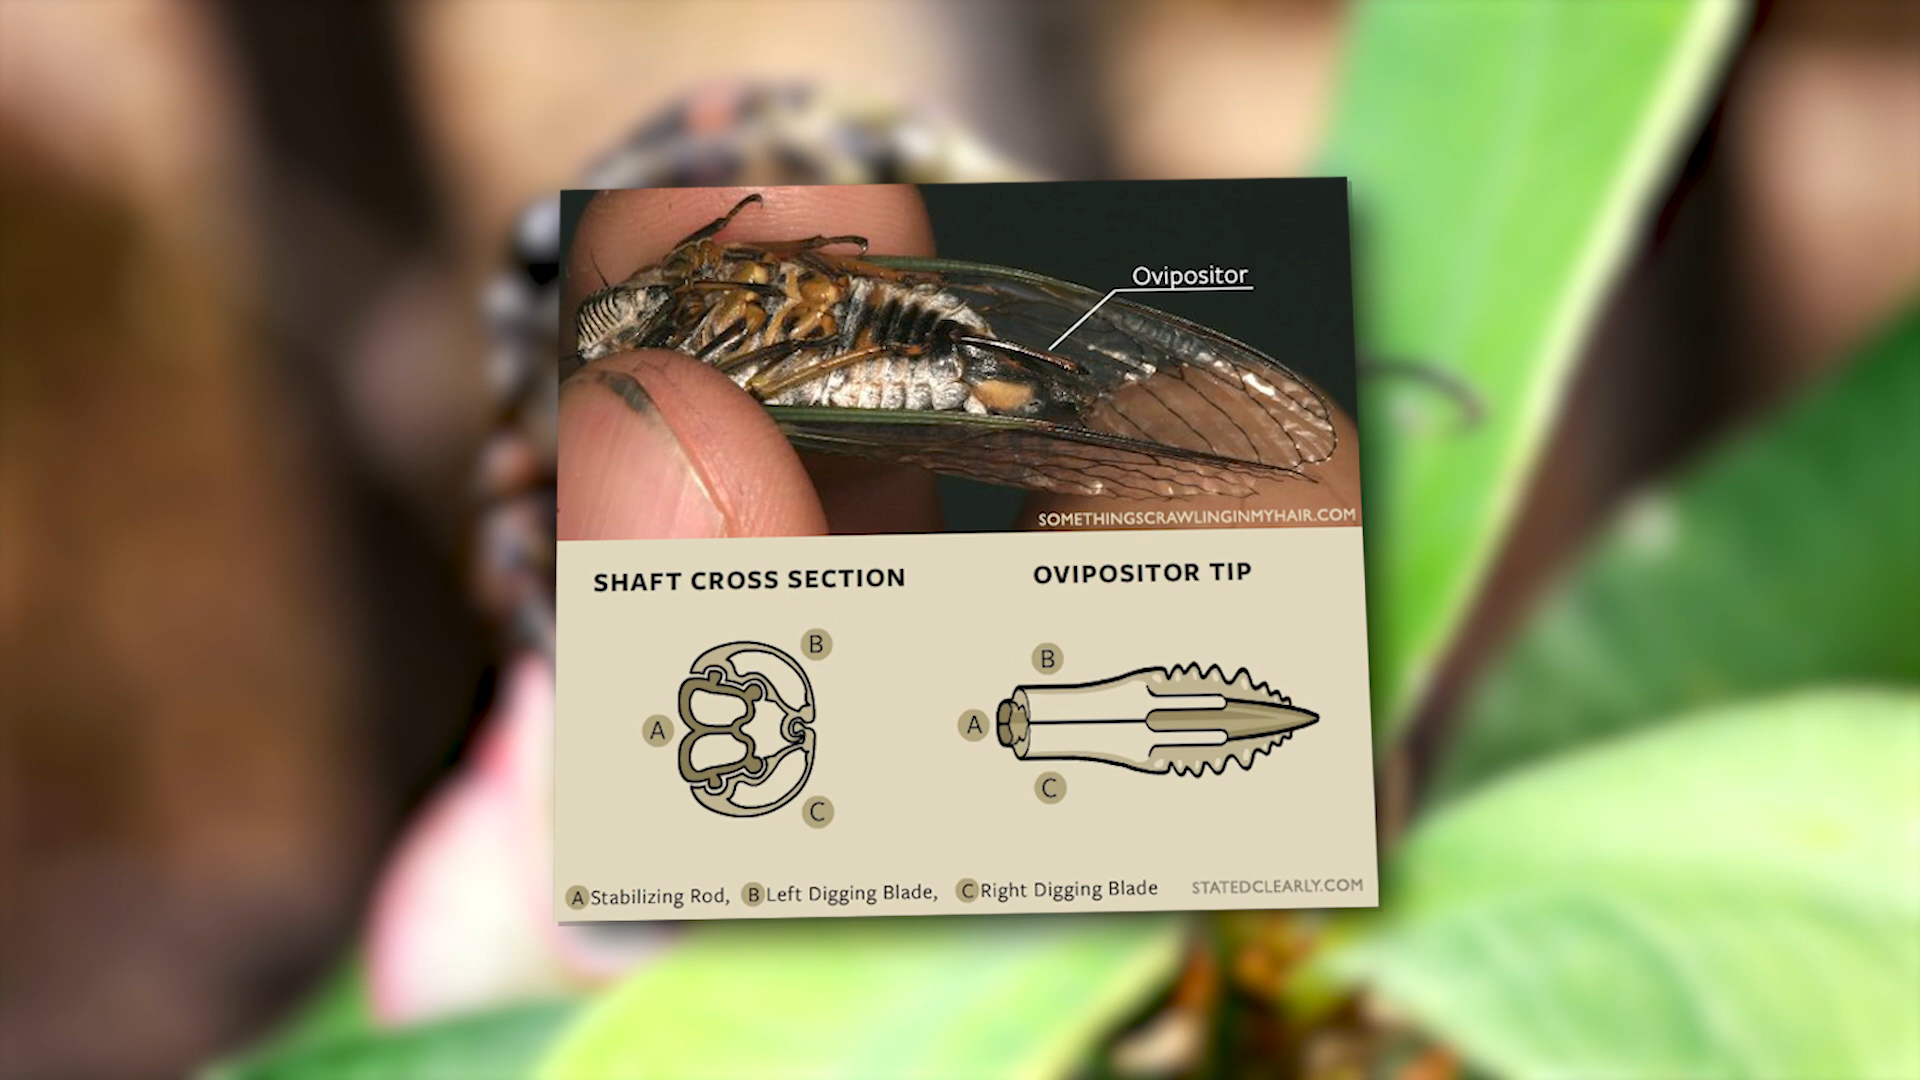 Ovipositor
SOMETHINGSCRAWLINGINMYHAIR.COM
SHAFT CROSS SECTION
OVIPOSITOR TIP
B
A
C
B
A
C
A Stabilizing Rod, B Left Digging Blade, C Right Digging Blade
STATEDCLEARLY.COM